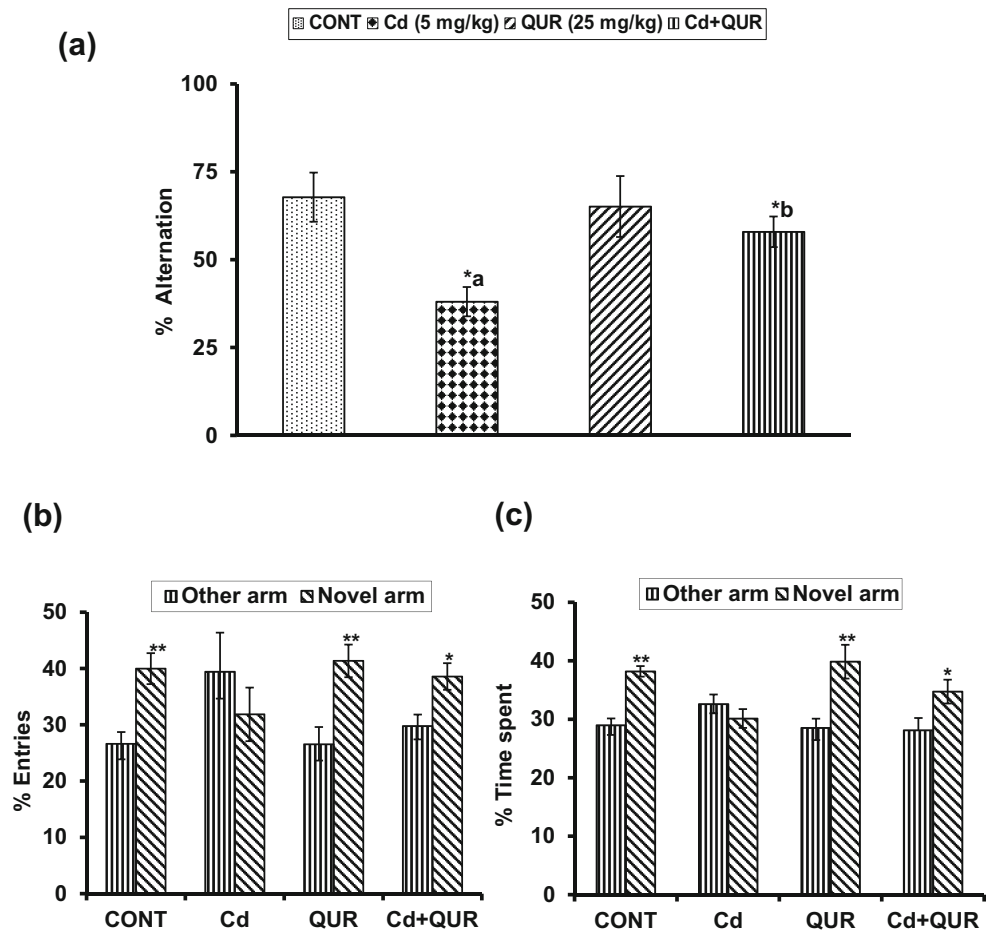 CONT Cd (5 mg/kg) QUR (25 mg/kg) Cd+QUR
(a)
100
75
50
25
0
% Alternation
*a
*b
(b)
Other arm Novel arm
50
40
30
20
10
0
% Entries
**
**
*
CONT Cd QUR Cd+QUR
(c)
Other arm Novel arm
50
40
30
20
10
0
% Time spent
**
**
*
CONT Cd QUR Cd+QUR